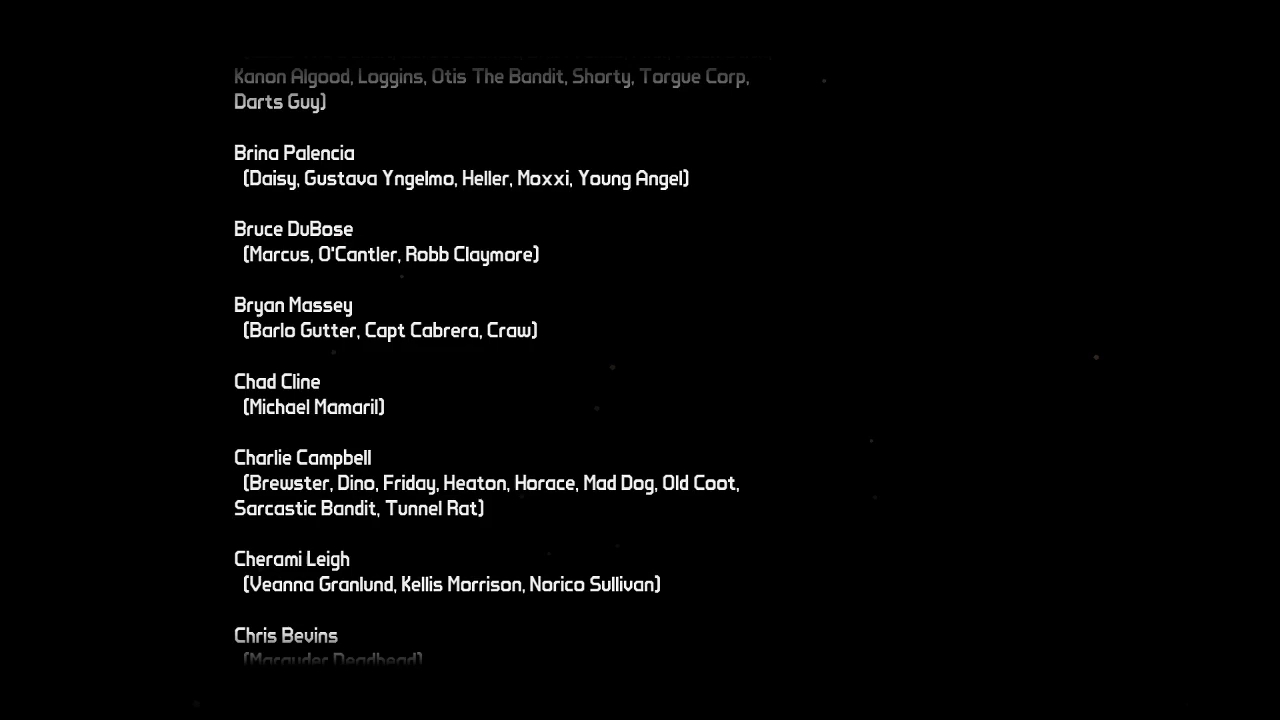 Kanon Algood, Loggins, Otis The Bandit, Shorty, Torgue Corp,
Darts Guy)
Brina Palencia
(Daisy, Gustava Yngelmo, Heller, Moxxi, Young Angel)
Bruce DuBose
(Marcus, O'Cantler, Robb Claymore)
Bryan Massey
(Barlo Gutter, Capt Cabrera, Craw)
Chad Cline
(Michael Mamaril)
Charlie Campbell
(Brewster, Dino, Friday, Heaton, Horace, Mad Dog, Old Coot,
Sarcastic Bandit, Tunnel Rat)
Cherami Leigh
(Veanna Granlund, Kellis Morrison, Norico Sullivan)
Chris Bevins
(Marauder Deadhead)